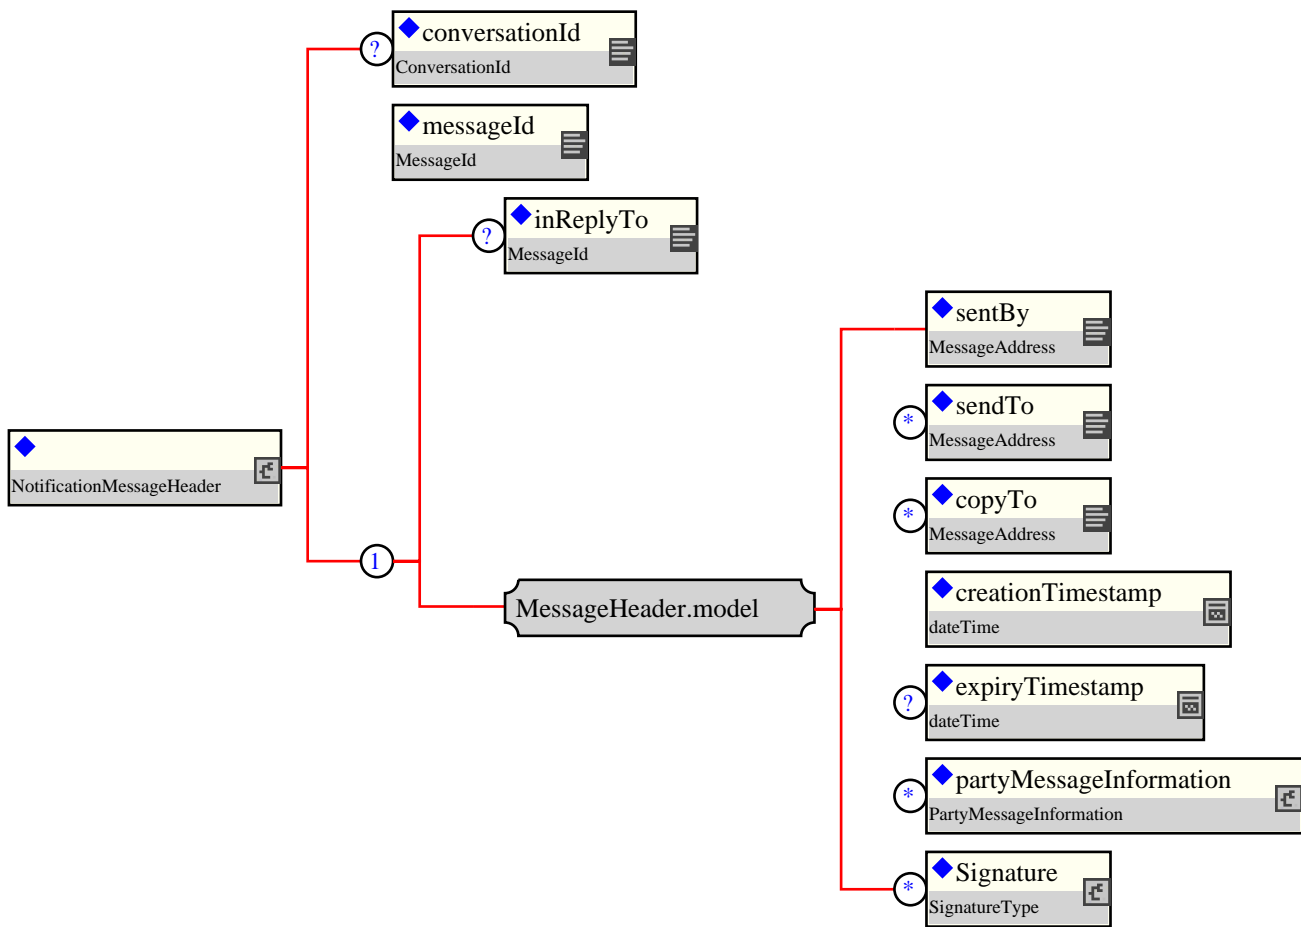 ?
conversationId
ConversationId
messageId
MessageId
?
inReplyTo
MessageId
sentBy
MessageAddress
*
sendTo
MessageAddress
NotificationMessageHeader
*
copyTo
MessageAddress
1
MessageHeader.model
creationTimestamp
dateTime
?
expiryTimestamp
dateTime
*
partyMessageInformation
PartyMessageInformation
*
Signature
SignatureType